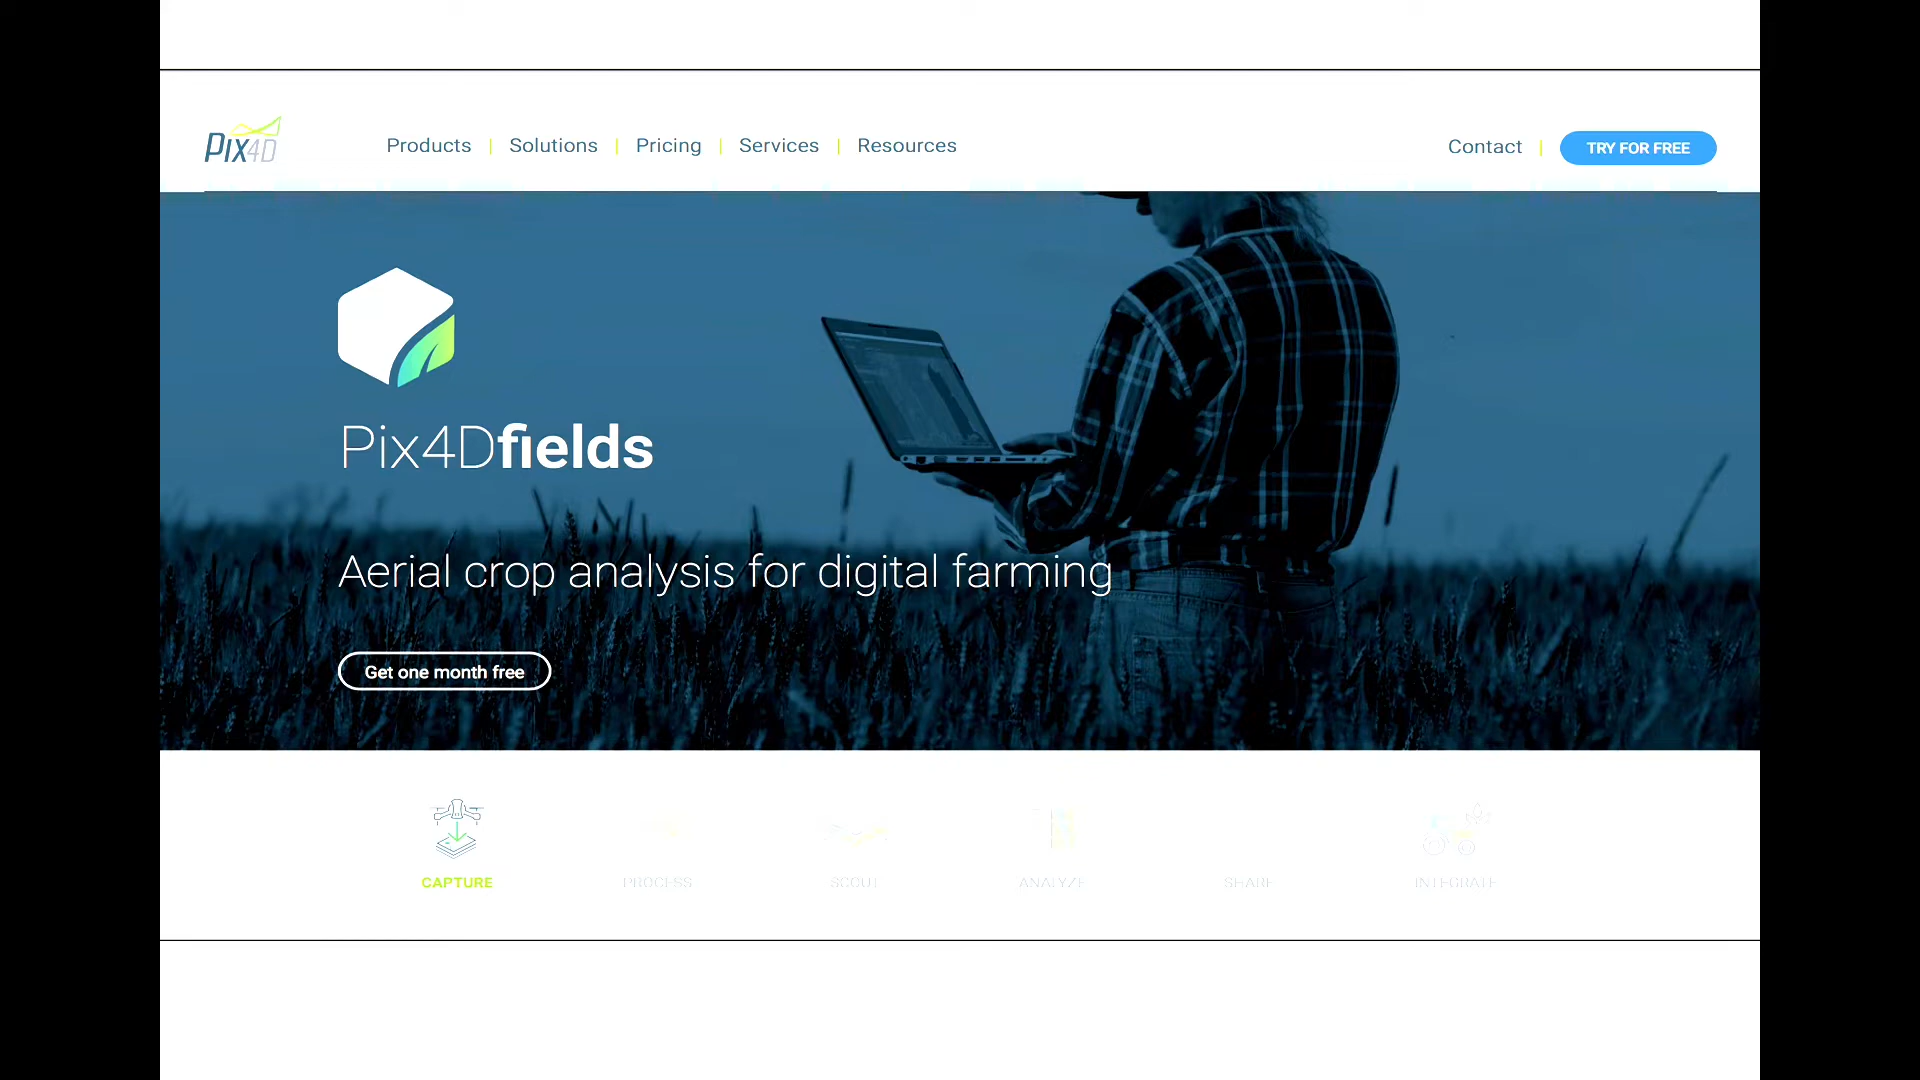 PIX4D
Products | Solutions | Pricing | Services | Resources
Contact | TRY FOR FREE
Pix4Dfields
Aerial crop analysis for digital farming
Get one month free
CAPTURE PROCESS SCOUT ANALYZE SHARE INTEGRATE